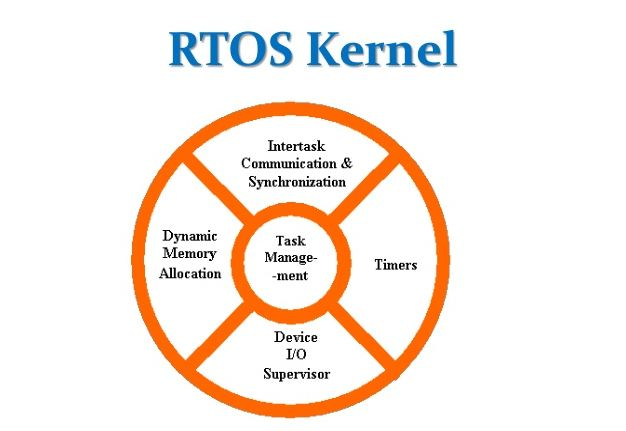 RTOS Kernel
Intertask
Communication &
Synchronization
Dynamic
Memory
Allocation
Task
Manage-
-ment
Timers
Device
I/O
Supervisor